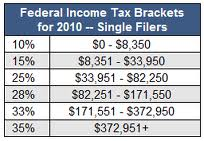 Federal Income Tax Brackets
for 2010 -- Single Filers
10% $0 - $8,350
15% $8,351 - $33,950
25% $33,951 - $82,250
28% $82,251 - $171,550
33% $171,551 - $372,950
35% $372,951+